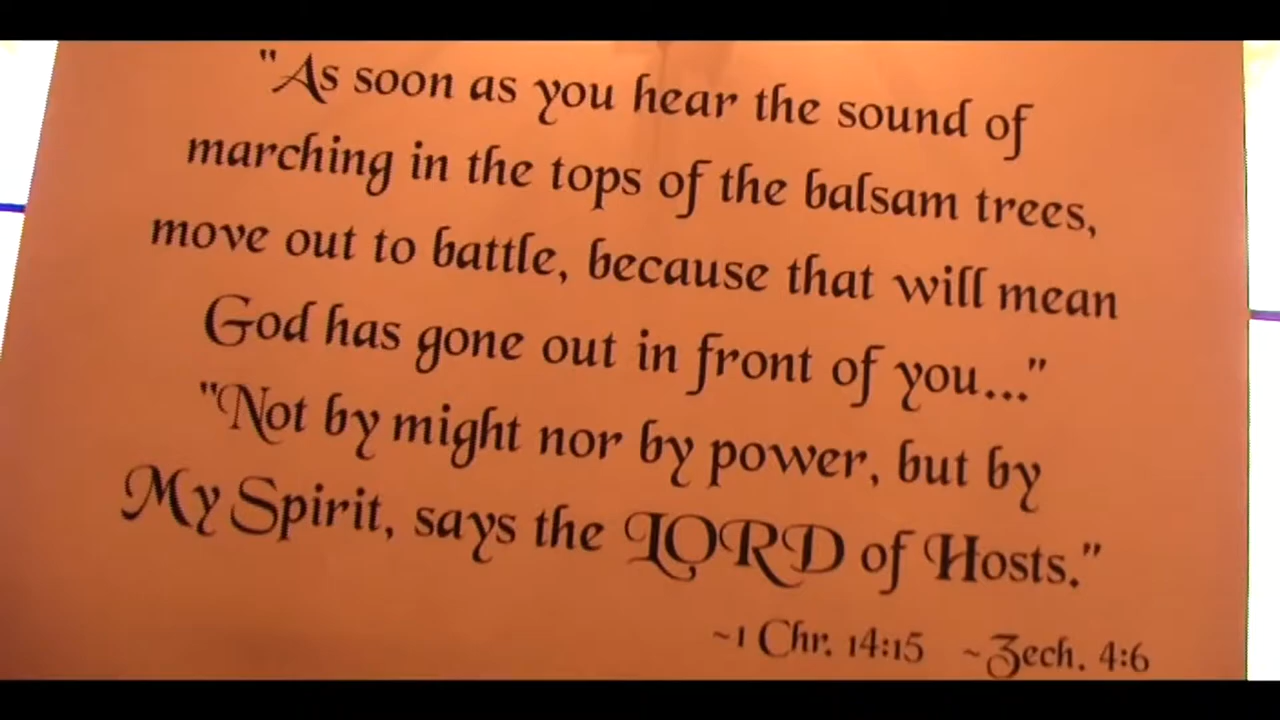 "As soon as you hear the sound of
marching in the tops of the balsam trees,
move out to battle, because that will mean
God has gone out in front of you..."
"Not by might nor by power, but by
My Spirit, says the LORD of Hosts."
~1 Chr. 14:15 ~Zech. 4:6